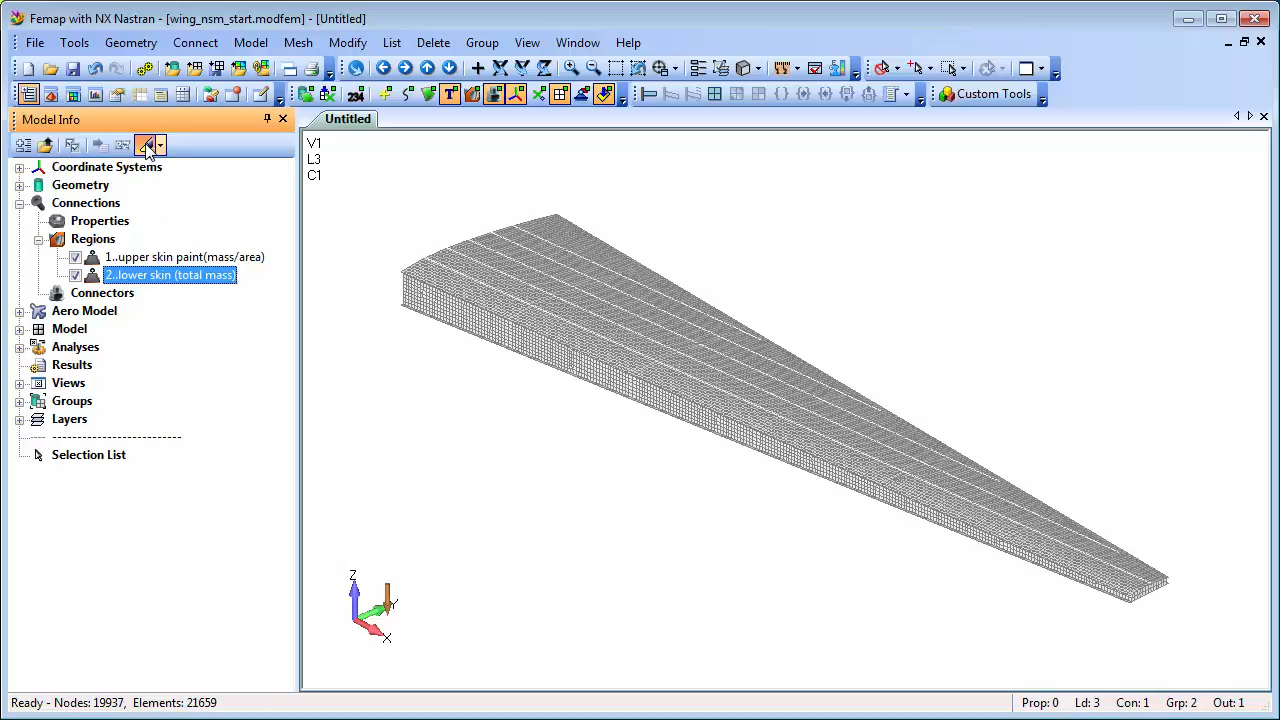 Femap with NX Nastran - [wing_nsm_start.modfem] - [Untitled]
File Tools Geometry Connect Model Mesh Modify List Delete Group View Window Help
234
T
Custom Tools
Model Info
Untitled
V1
L3
C1
Coordinate Systems
Geometry
Connections
Properties
Regions
1..upper skin paint(mass/area)
2..lower skin (total mass)
Connectors
Aero Model
Model
Analyses
Results
Views
Groups
Layers
Selection List
Z
Y
X
Ready - Nodes: 19937, Elements: 21659
Prop: 0 Ld: 3 Con: 1 Grp: 2 Out: 1